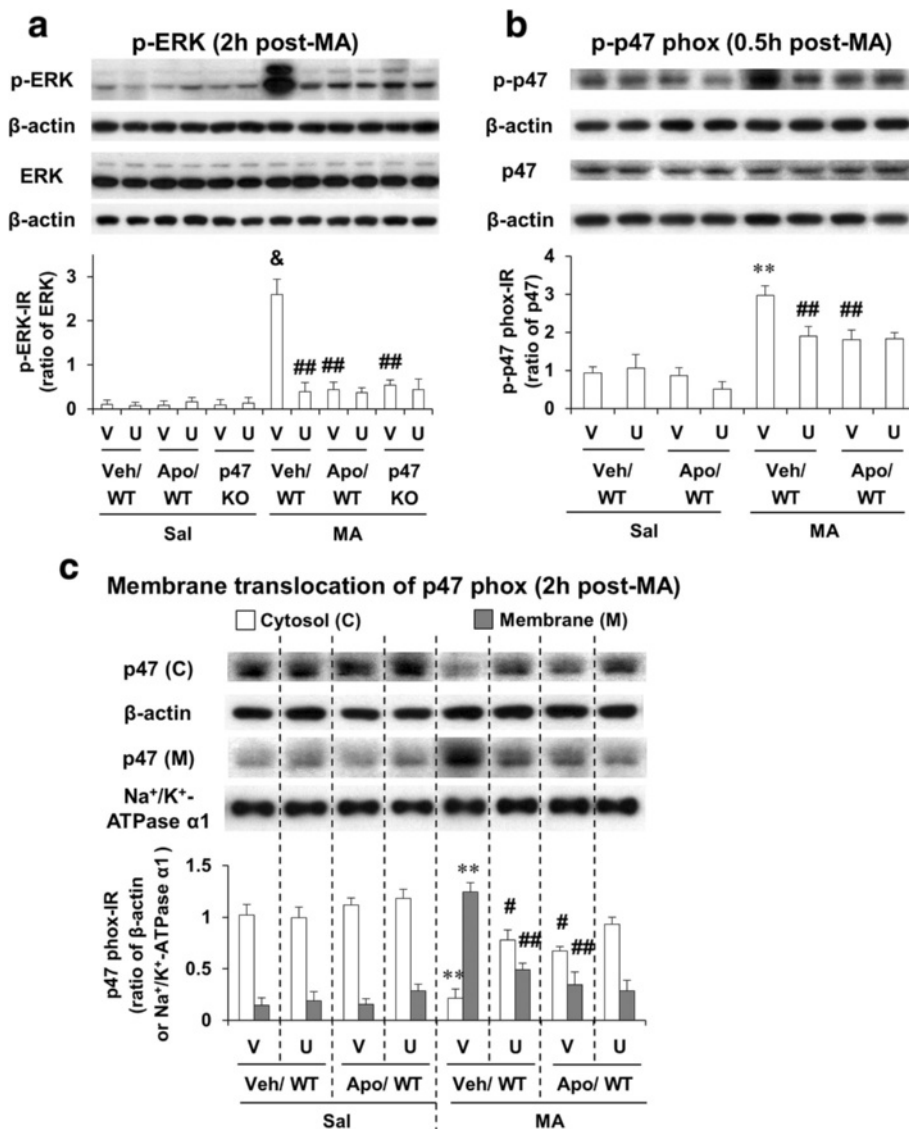 a
p-ERK (2h post-MA)
p-ERK
β-actin
ERK
β-actin
p-ERK-IR
(ratio of ERK)
3
2
1
0
&
## ## ##
V U V U V U V U V U V U
Veh/ Apo/ p47 Veh/ Apo/ p47
WT WT KO WT WT KO
Sal MA
b
p-p47 phox (0.5h post-MA)
p-p47
β-actin
p47
β-actin
p-p47 phox-IR
(ratio of p47)
4
3
2
1
0
**
## ##
V U V U V U V U
Veh/ Apo/ Veh/ Apo/
WT WT WT WT
Sal MA
c
Membrane translocation of p47 phox (2h post-MA)
Cytosol (C) Membrane (M)
p47 (C)
β-actin
p47 (M)
Na⁺/K⁺-
ATPase α1
p47 phox-IR
(ratio of β-actin
or Na⁺/K⁺-ATPase α1)
1.5
1
0.5
0
**
# #
## ##
**
V U V U V U V U
Veh/ WT Apo/ WT Veh/ WT Apo/ WT
Sal MA